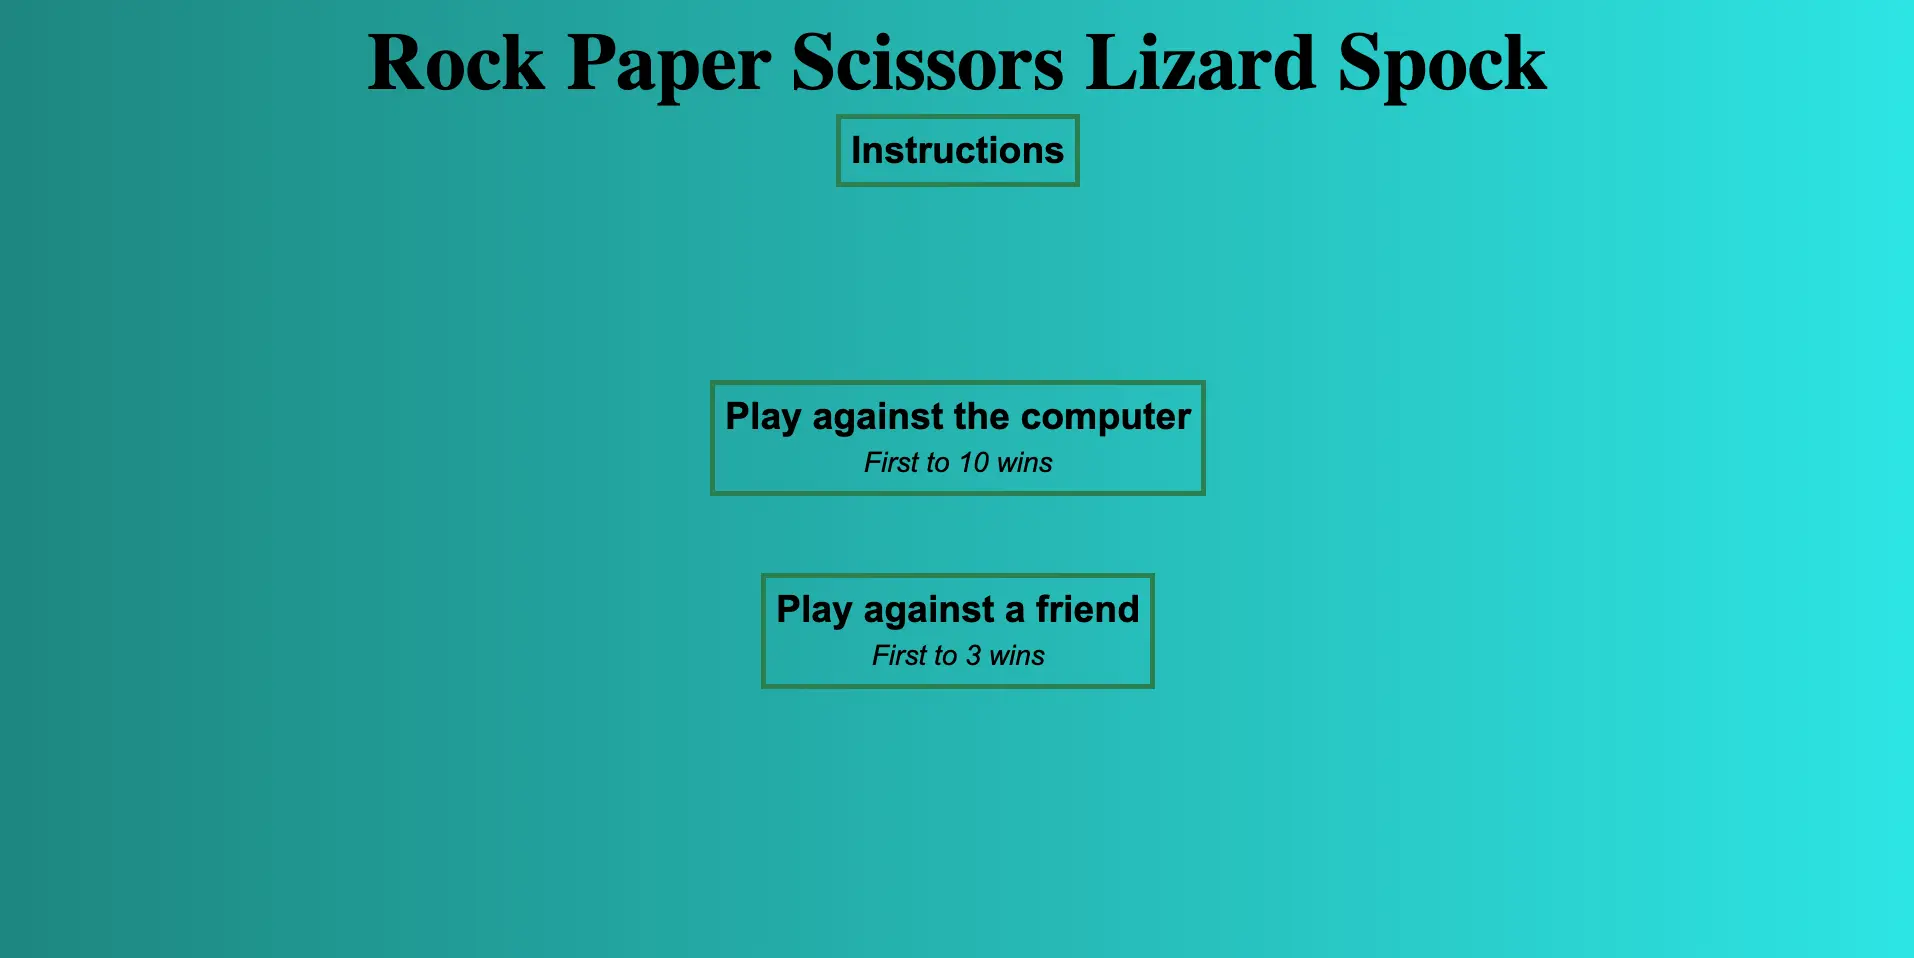 Rock Paper Scissors Lizard Spock
Instructions
Play against the computer
First to 10 wins
Play against a friend
First to 3 wins